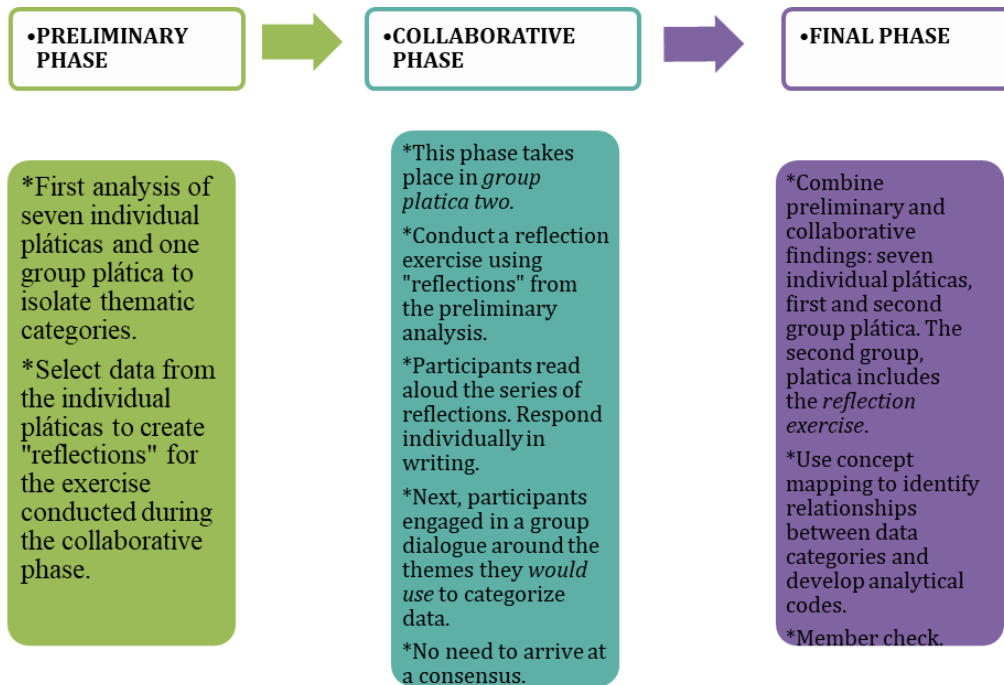 •PRELIMINARY
PHASE
•COLLABORATIVE
PHASE
•FINAL PHASE
*First analysis of
seven individual
pláticas and one
group plática to
isolate thematic
categories.
*Select data from
the individual
pláticas to create
"reflections" for
the exercise
conducted during
the collaborative
phase.
*This phase takes
place in group
platica two.
*Conduct a reflection
exercise using
"reflections" from
the preliminary
analysis.
*Participants read
aloud the series of
reflections. Respond
individually in
writing.
*Next, participants
engaged in a group
dialogue around the
themes they would
use to categorize
data.
*No need to arrive at
a consensus.
*Combine
preliminary and
collaborative
findings: seven
individual pláticas,
first and second
group plática. The
second group,
platica includes
the reflection
exercise.
*Use concept
mapping to identify
relationships
between data
categories and
develop analytical
codes.
*Member check.